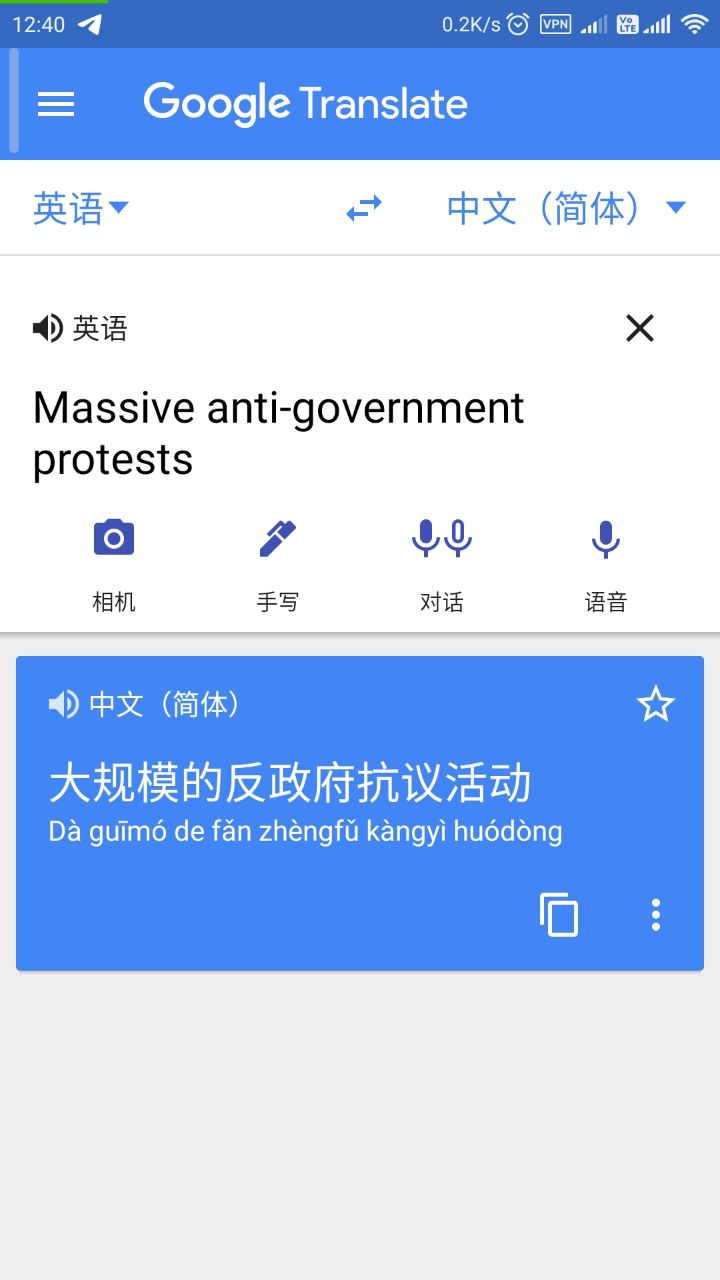 12:40 0.2K/s VPN Vo LTE
Google Translate
英语 中文（简体）
英语
Massive anti-government
protests
相机 手写 对话 语音
中文（简体）
大规模的反政府抗议活动
Dà guīmó de fǎn zhèngfǔ kàngyì huódòng